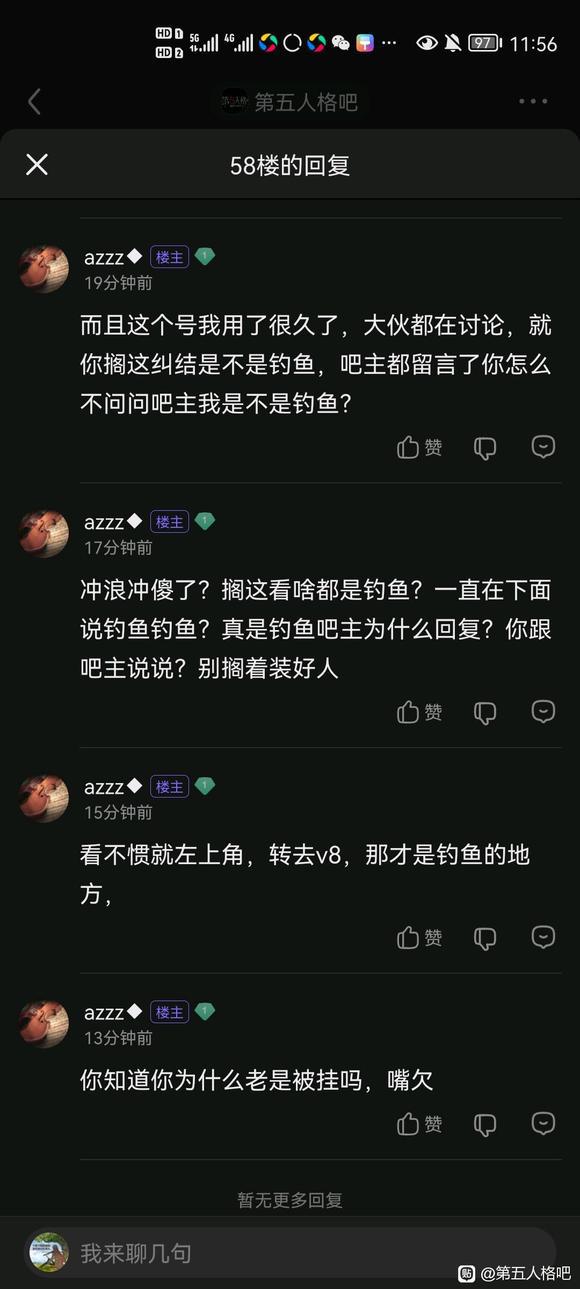 HD 1 5G 4G 97 11:56
HD 2
第五人格吧
58楼的回复
azzz◆ 楼主 1
19分钟前
而且这个号我用了很久了，大伙都在讨论，就
你搁这纠结是不是钓鱼，吧主都留言了你怎么
不问问吧主我是不是钓鱼？
赞
azzz◆ 楼主 1
17分钟前
冲浪冲傻了？搁这看啥都是钓鱼？一直在下面
说钓鱼钓鱼？真是钓鱼吧主为什么回复？你跟
吧主说说？别搁着装好人
赞
azzz◆ 楼主 1
15分钟前
看不惯就左上角，转去v8，那才是钓鱼的地
方，
赞
azzz◆ 楼主 1
13分钟前
你知道你为什么老是被挂吗，嘴欠
赞
暂无更多回复
我来聊几句
贴 @第五人格吧